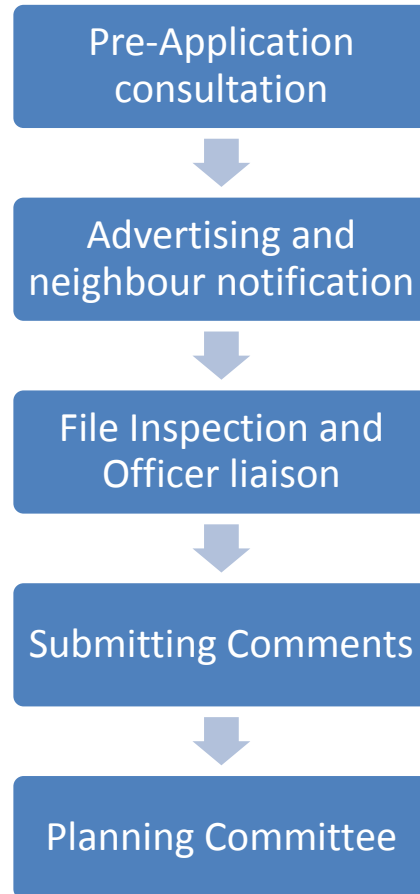 Pre-Application
consultation
Advertising and
neighbour notification
File Inspection and
Officer liaison
Submitting Comments
Planning Committee